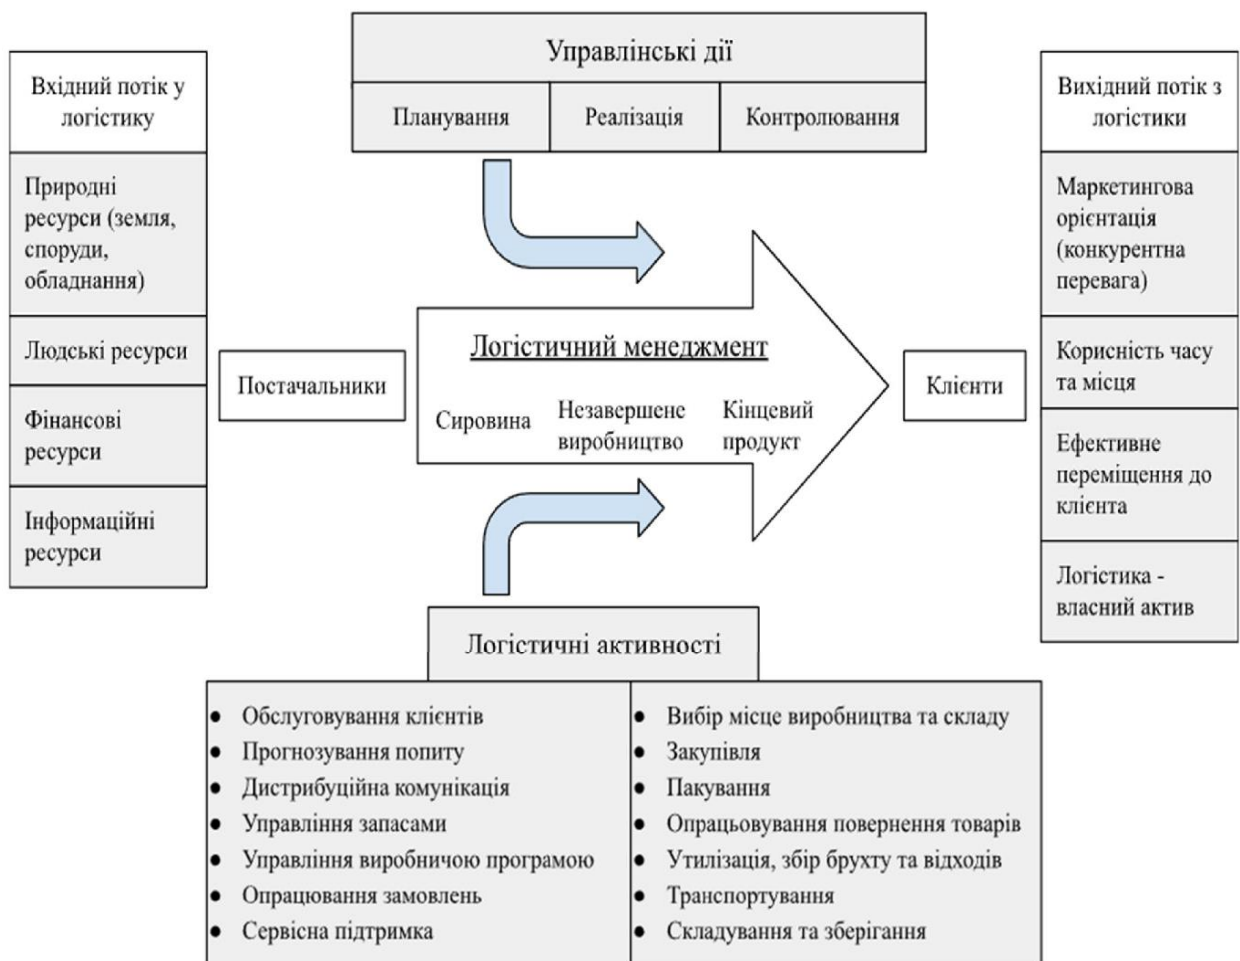 Управлінські дії
Планування
Реалізація
Контролювання
Вхідний потік у
логістику
Природні
ресурси (земля,
споруди,
обладнання)
Людські ресурси
Фінансові
ресурси
Інформаційні
ресурси
Постачальники
Логістичний менеджмент
Сировина
Незавершене
виробництво
Кінцевий
продукт
Клієнти
Вихідний потік з
логістики
Маркетингова
орієнтація
(конкурентна
перевага)
Корисність часу
та місця
Ефективне
переміщення до
клієнта
Логістика -
власний актив
Логістичні активності
● Обслуговування клієнтів
● Прогнозування попиту
● Дистрибуційна комунікація
● Управління запасами
● Управління виробничою програмою
● Опрацювання замовлень
● Сервісна підтримка
● Вибір місце виробництва та складу
● Закупівля
● Пакування
● Опрацьовування повернення товарів
● Утилізація, збір брухту та відходів
● Транспортування
● Складування та зберігання